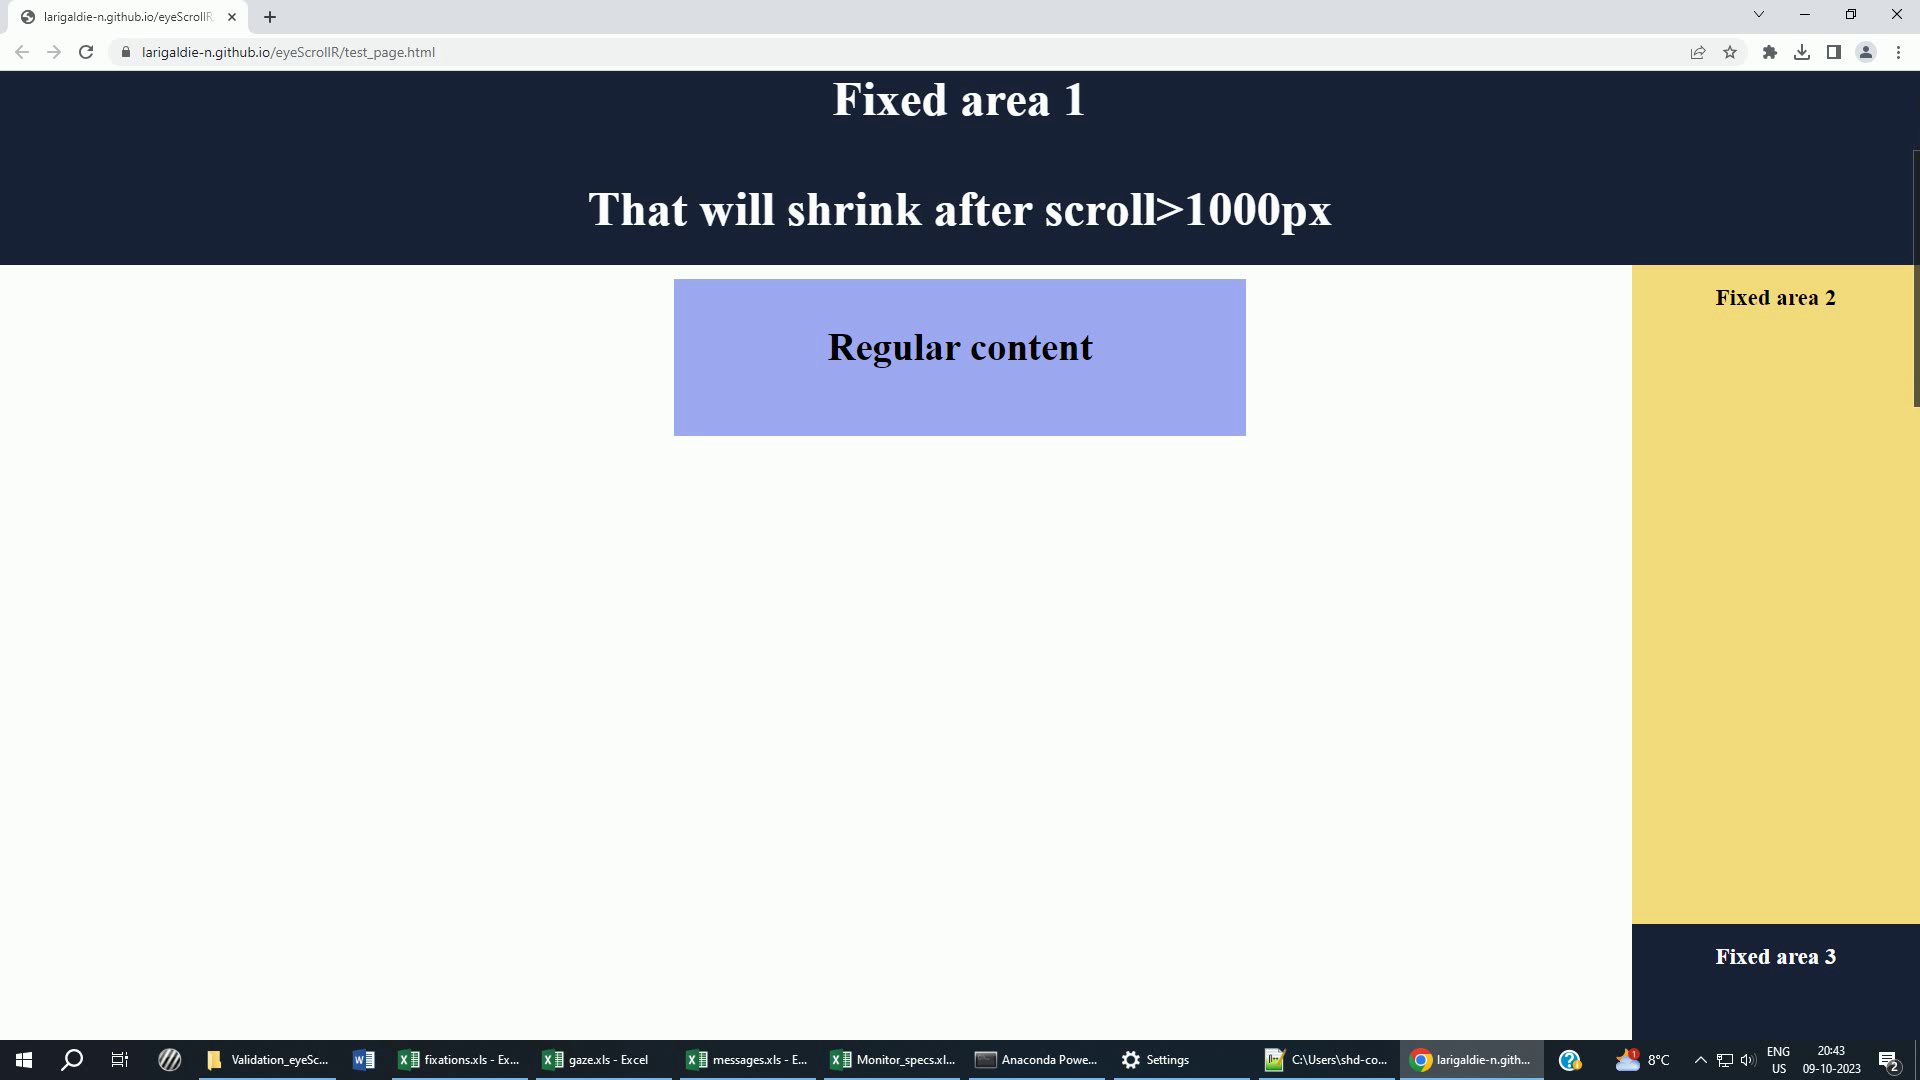 larigaldie-n.github.io/eyeScrollR
larigaldie-n.github.io/eyeScrollR/test_page.html
Fixed area 1
That will shrink after scroll>1000px
Regular content
Fixed area 2
Fixed area 3
Validation_eyeSc...
fixations.xls - Ex...
gaze.xls - Excel
messages.xls - E...
Monitor_specs.xl...
Anaconda Powe...
Settings
C:\Users\shd-co...
larigaldie-n.gith...
1
8°C
ENG
US
20:43
09-10-2023
2